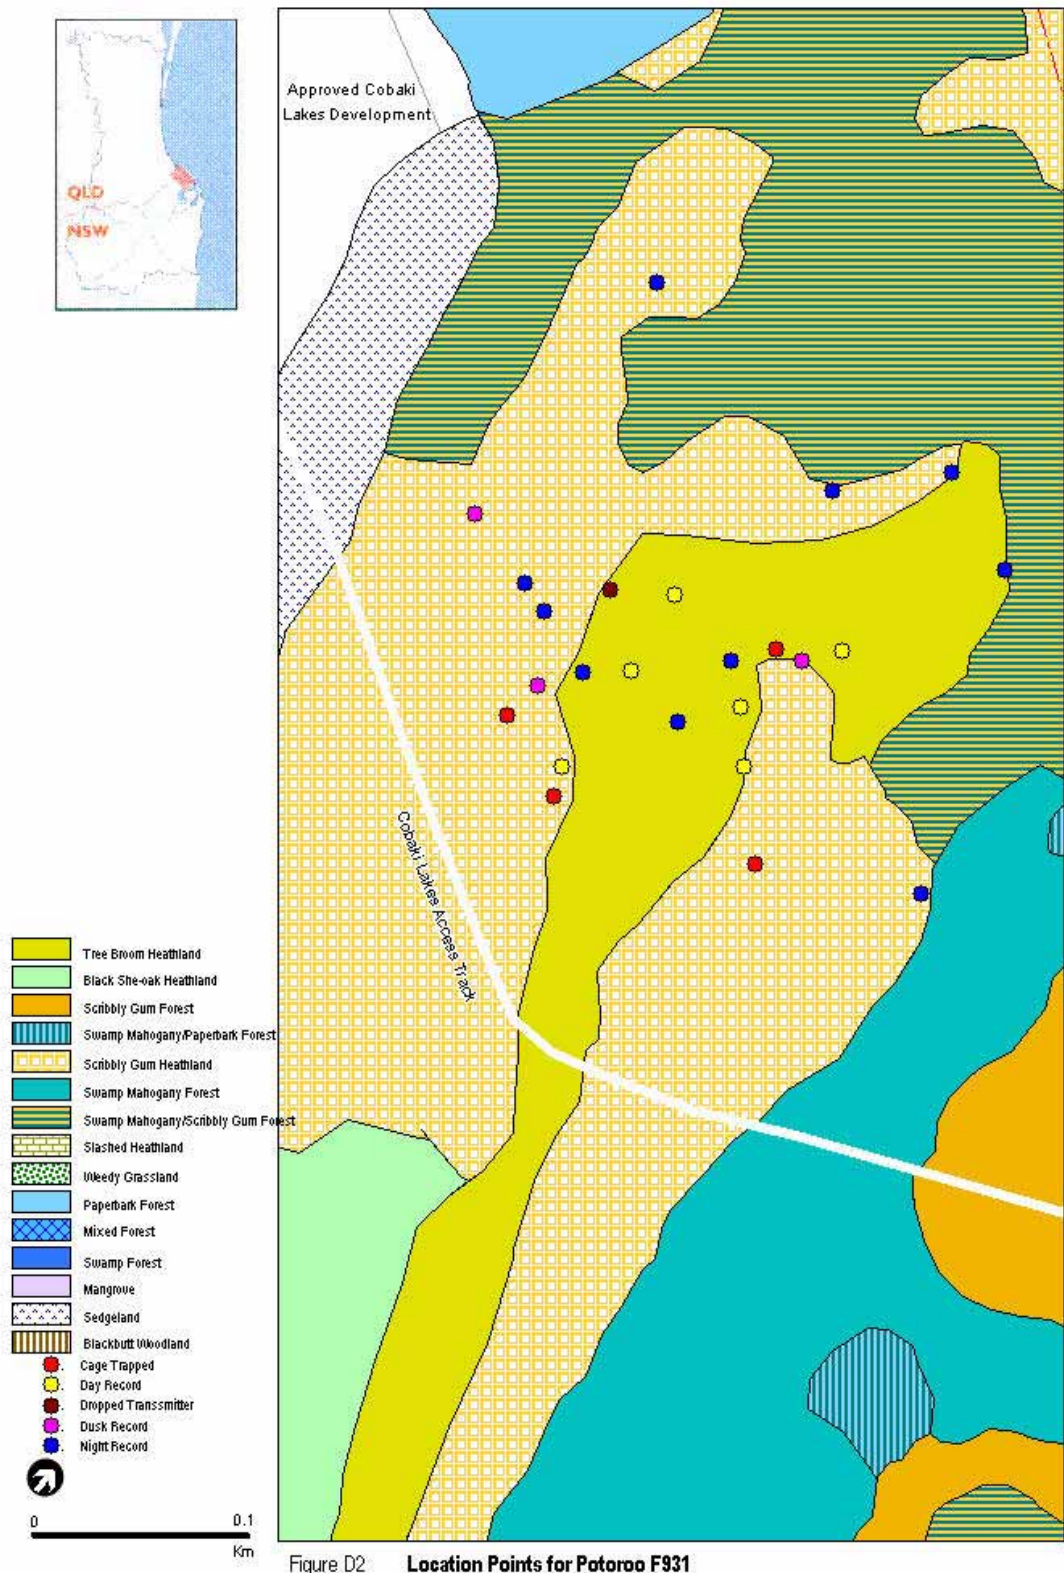 QLD
NSW
Approved Cobaki
Lakes Development
Cobaki Lakes Access Track
Tree Broom Heathland
Black She-oak Heathland
Scribbly Gum Forest
Swamp Mahogany/Paperbark Forest
Scribbly Gum Heathland
Swamp Mahogany Forest
Swamp Mahogany/Scribbly Gum Forest
Slashed Heathland
Weedy Grassland
Paperbark Forest
Mixed Forest
Swamp Forest
Mangrove
Sedgeland
Blackbutt Woodland
Cage Trapped
Day Record
Dropped Transsmitter
Dusk Record
Night Record
0 0.1
Km
Figure D2 Location Points for Potoroo F931